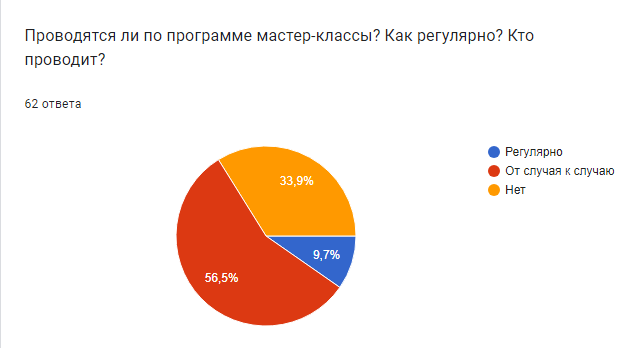 Проводятся ли по программе мастер-классы? Как регулярно? Кто
проводит?
62 ответа
Регулярно
От случая к случаю
Нет
33,9%
9,7%
56,5%